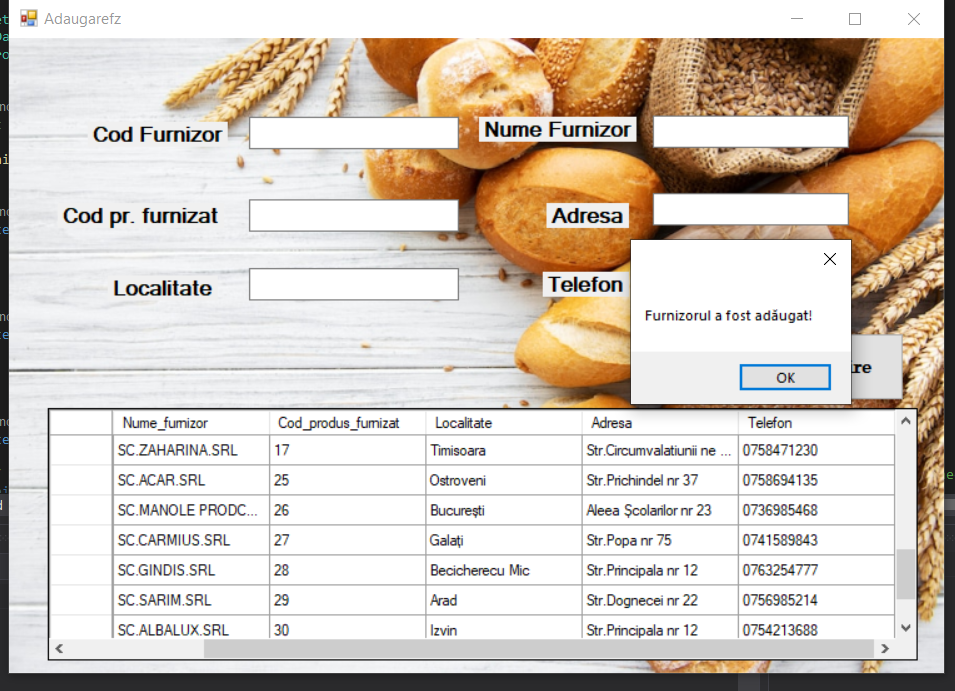 Adaugarefz
Cod Furnizor
Nume Furnizor
Cod pr. furnizat
Adresa
Localitate
Telefon
Furnizorul a fost adăugat!
OK
Nume_furnizor Cod_produs_furnizat Localitate Adresa Telefon
SC.ZAHARINA.SRL 17 Timisoara Str.Circumvalatiunii ne ... 0758471230
SC.ACAR.SRL 25 Ostroveni Str.Prichindel nr 37 0758694135
SC.MANOLE PRODC... 26 București Aleea Școlarilor nr 23 0736985468
SC.CARMIUS.SRL 27 Galați Str.Popa nr 75 0741589843
SC.GINDIS.SRL 28 Becicherecu Mic Str.Principala nr 12 0763254777
SC.SARIM.SRL 29 Arad Str.Dognecei nr 22 0756985214
SC.ALBALUX.SRL 30 Izvin Str.Principala nr 12 0754213688